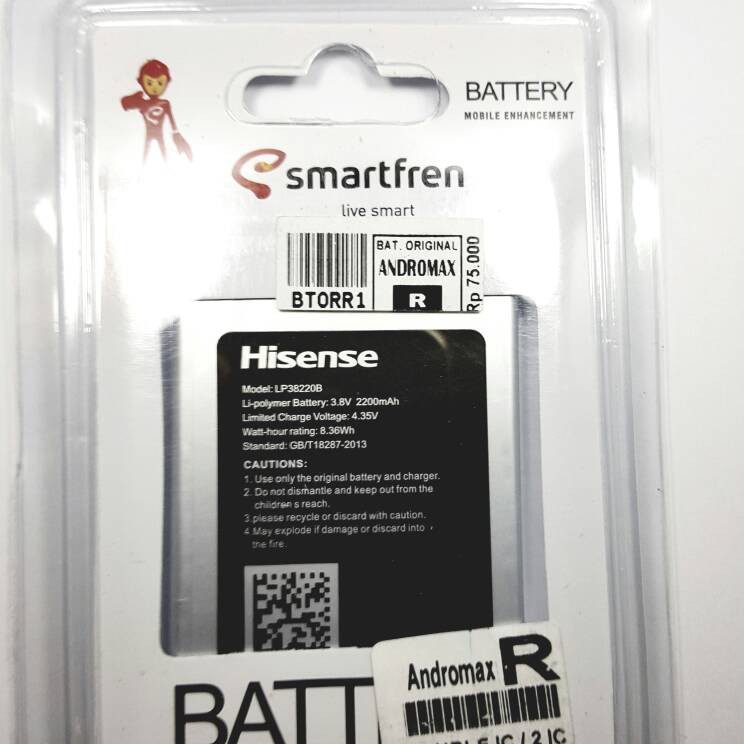 BATTERY
MOBILE ENHANCEMENT
smartfren
live smart
BAT. ORIGINAL
ANDROMAX
R
BTORR1
Rp 75.000
Hisense
Model: LP38220B
Li-polymer Battery: 3.8V 2200mAh
Limited Charge Voltage: 4.35V
Watt-hour rating: 8.36Wh
Standard: GB/T18287-2013
CAUTIONS:
1. Use only the original battery and charger.
2. Do not dismantle and keep out from the
children s reach.
3.please recycle or discard with caution.
4.May explode if damage or discard into
the fire.
Andromax R
IC / 2 IC
BATT